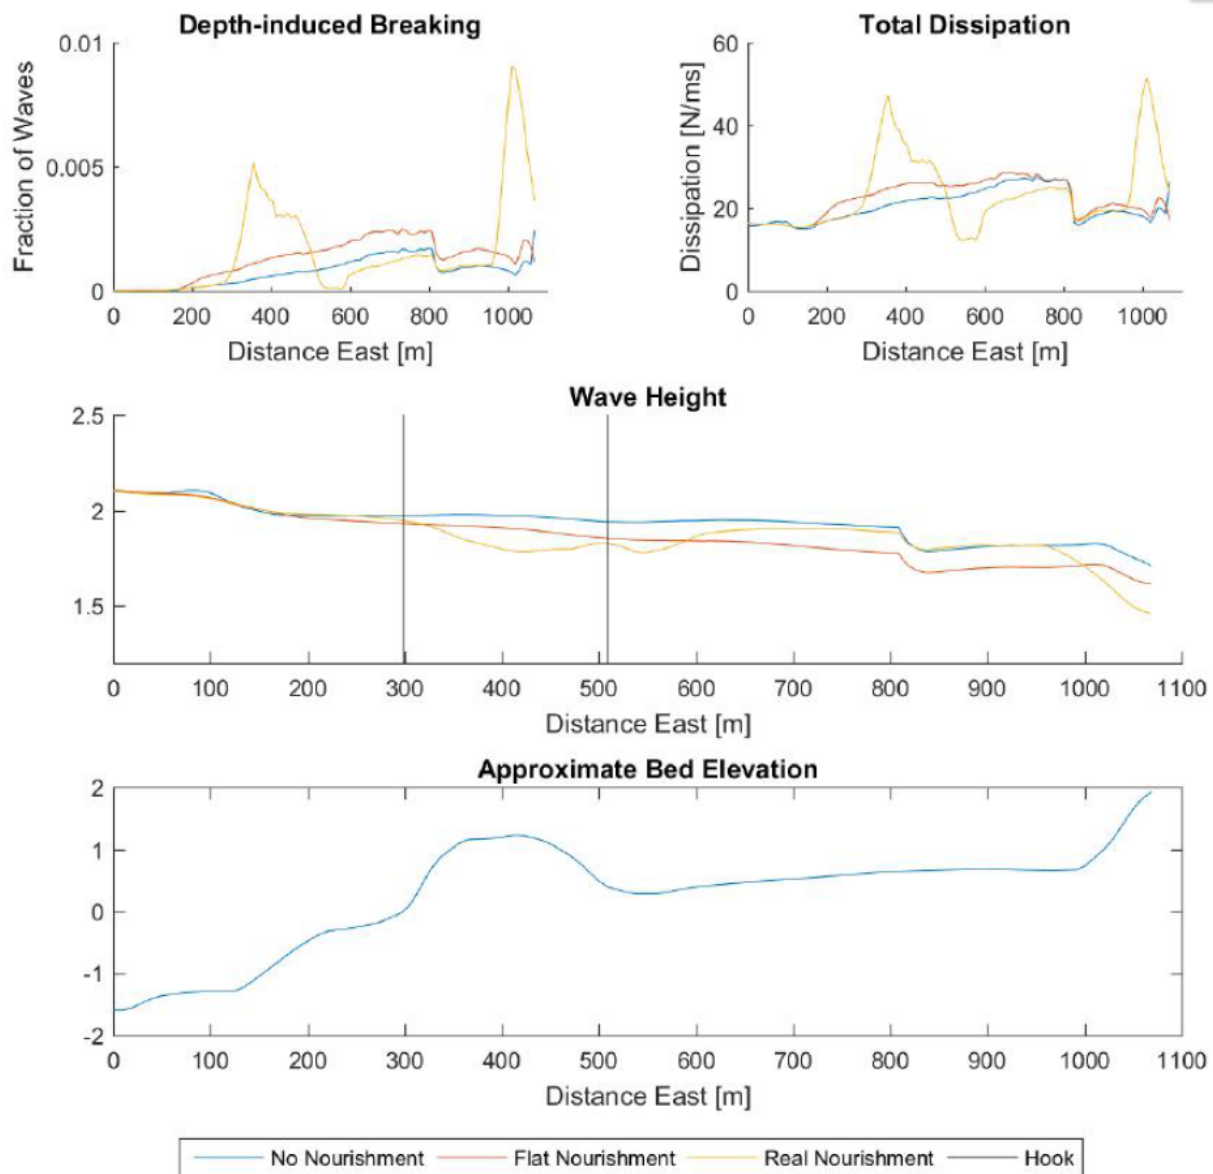 Depth-induced Breaking
Total Dissipation
Fraction of Waves
0.01
0.005
0
0 200 400 600 800 1000
Distance East [m]
Dissipation [N/ms]
60
40
20
0
0 200 400 600 800 1000
Distance East [m]
Wave Height
2.5
2
1.5
0 100 200 300 400 500 600 700 800 900 1000 1100
Distance East [m]
Approximate Bed Elevation
2
1
0
-1
-2
0 100 200 300 400 500 600 700 800 900 1000 1100
Distance East [m]
No Nourishment Flat Nourishment Real Nourishment Hook